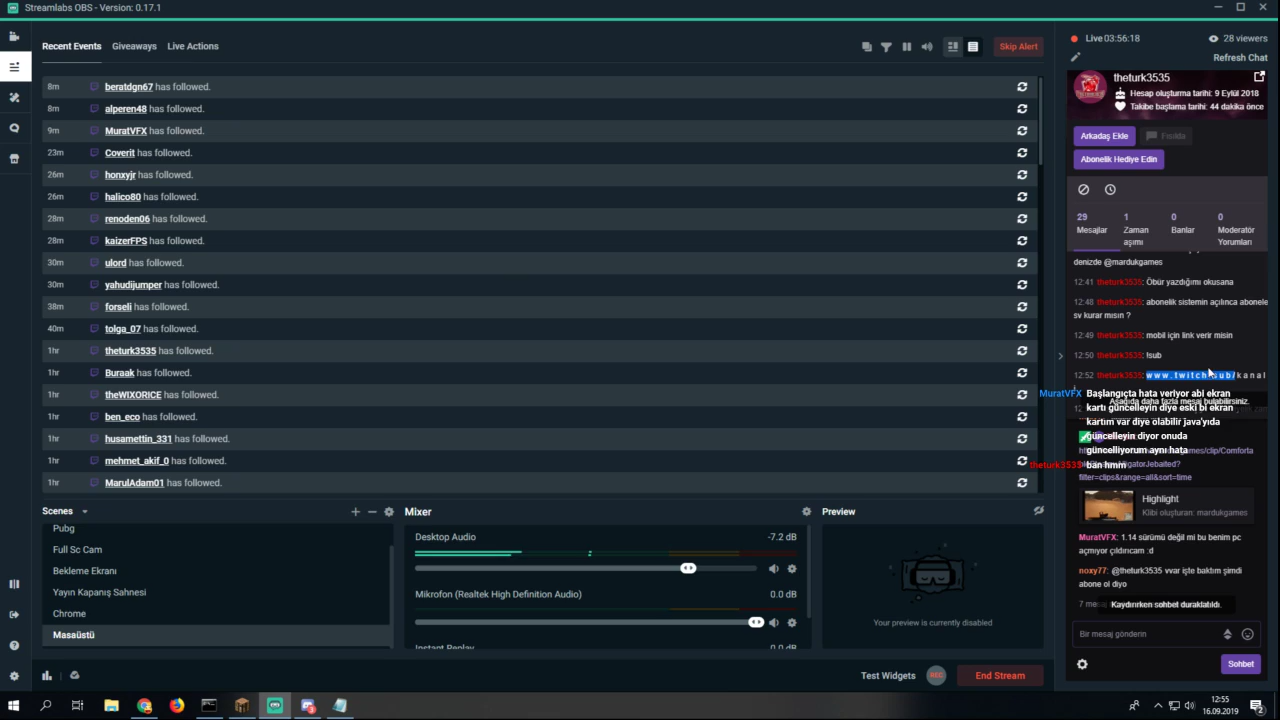 Streamlabs OBS - Version: 0.17.1
Recent Events Giveaways Live Actions
Skip Alert
8m beratdgn67 has followed.
8m alperen48 has followed.
9m MuratVFX has followed.
23m Coverit has followed.
26m honxyjr has followed.
26m halico80 has followed.
28m renoden06 has followed.
28m kaizerFPS has followed.
30m ulord has followed.
30m yahudijumper has followed.
38m forseli has followed.
40m tolga_07 has followed.
1hr theturk3535 has followed.
1hr Buraak has followed.
1hr theWIXORICE has followed.
1hr ben_eco has followed.
1hr husamettin_331 has followed.
1hr mehmet_akif_0 has followed.
1hr MarulAdam01 has followed.
Scenes
Pubg
Full Sc Cam
Bekleme Ekranı
Yayın Kapanış Sahnesi
Chrome
Masaüstü
Mixer
Desktop Audio -7.2 dB
Mikrofon (Realtek High Definition Audio) 0.0 dB
Instant Replay 0.0 dB
Preview
Your preview is currently disabled
Test Widgets REC End Stream
Live 03:56:18 28 viewers
Refresh Chat
theturk3535
Hesap oluşturma tarihi: 9 Eylül 2018
Takibe başlama tarihi: 44 dakika önce
Arkadaş Ekle Fısılda
Abonelik Hediye Edin
29 1 0 0
Mesajlar Zaman aşımı Banlar Moderatör Yorumları
denizde @mardukgames
12:41 theturk3535: Öbür yazdığımı okusana
12:48 theturk3535: abonelik sistemin açılınca abonele
sv kurar mısın ?
12:49 theturk3535: mobil için link verir misin
12:50 theturk3535: !sub
12:52 theturk3535: w w w . t w i t c h . s u b / k a n a l
Aşağıda daha fazla mesaj bulabilirsiniz.
MuratVFX Başlangıçta hata veriyor abi ekran
kartı güncelleyin diye eski bi ekran
kartım var diye olabilir java'yıda
güncelleyin diyor onuda
güncelliyorum aynı hata
theturk3535 ban hmm
filter=clips&range=all&sort=time
Highlight
Klibi oluşturan: mardukgames
MuratVFX: 1.14 sürümü değil mi bu benim pc
açmıyor çıldırıcam :d
noxy77: @theturk3535 vvar işte baktım şimdi
abone ol diyo
Kaydırırken sohbet duraklatıldı.
Bir mesaj gönderin
Sohbet
12:55
16.09.2019